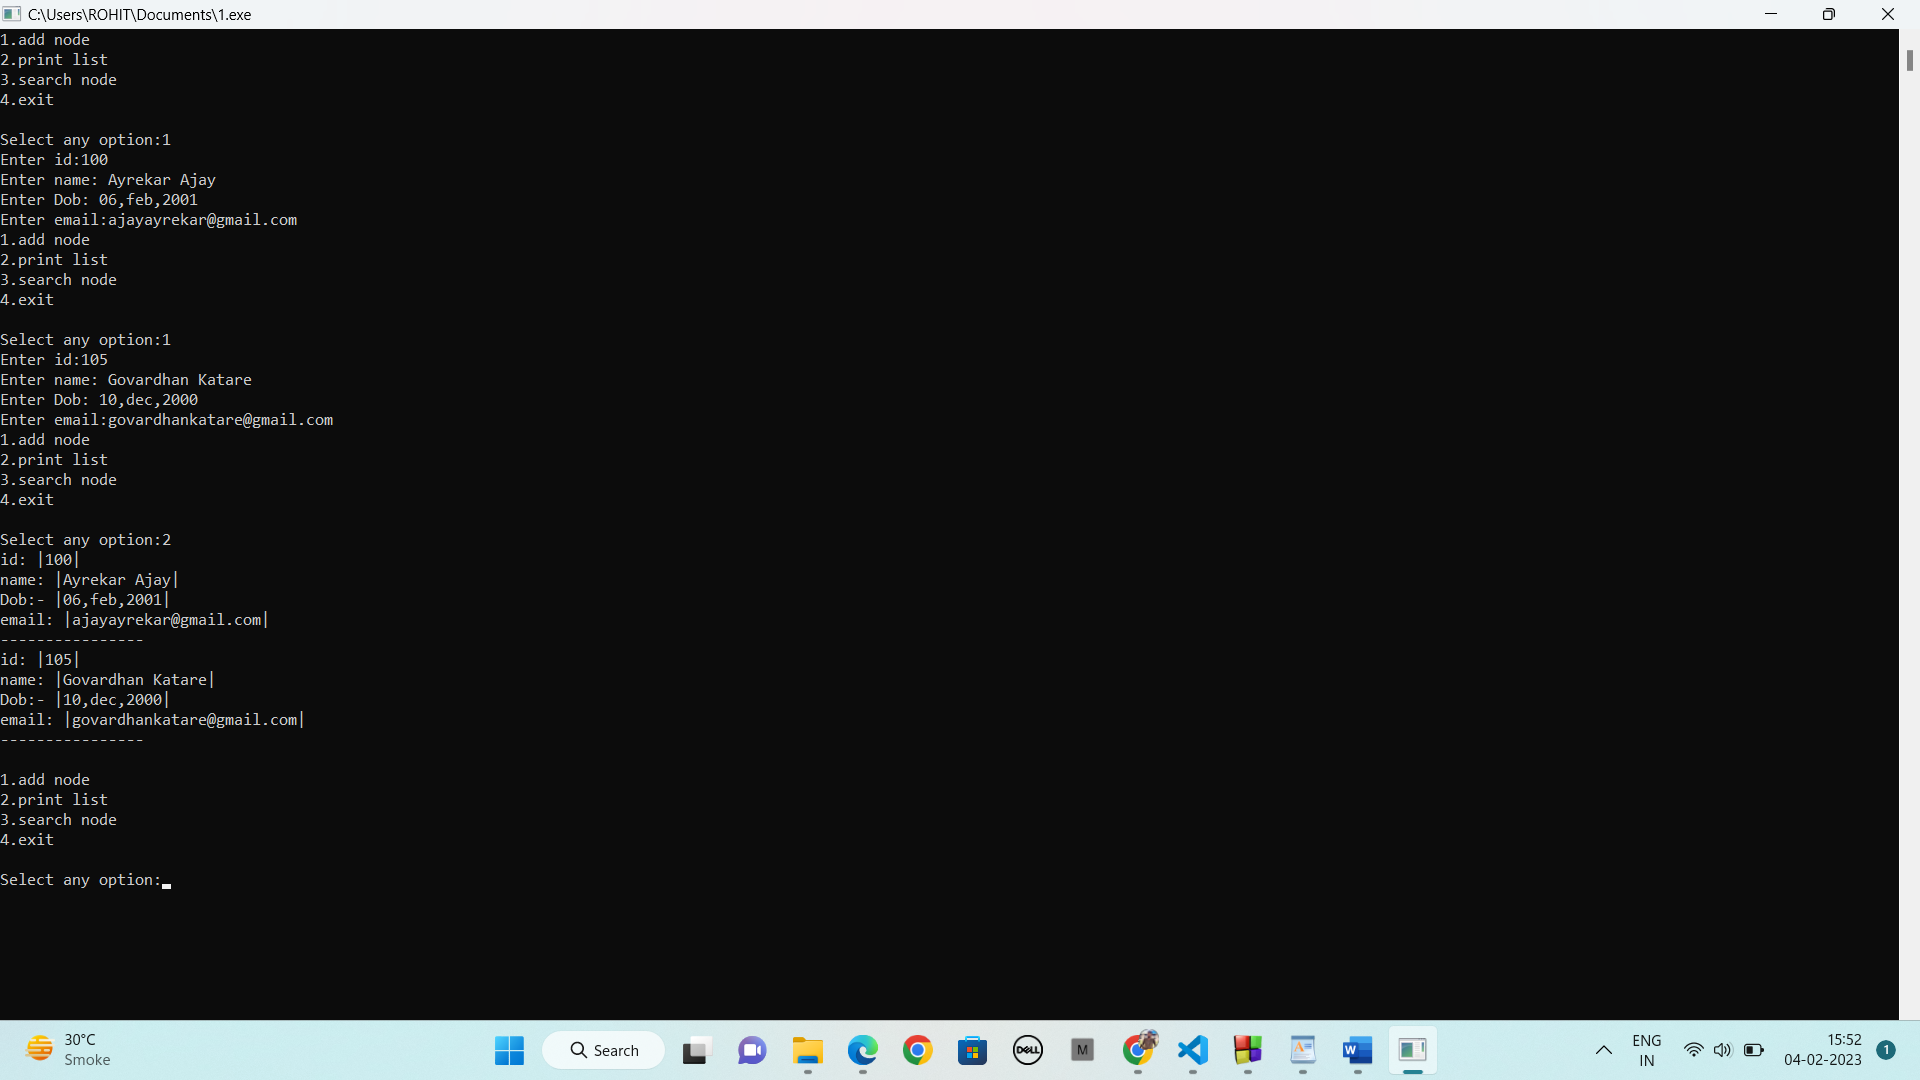 C:\Users\ROHIT\Documents\1.exe
1.add node
2.print list
3.search node
4.exit

Select any option:1
Enter id:100
Enter name: Ayrekar Ajay
Enter Dob: 06,feb,2001
Enter email:ajayayrekar@gmail.com
1.add node
2.print list
3.search node
4.exit

Select any option:1
Enter id:105
Enter name: Govardhan Katare
Enter Dob: 10,dec,2000
Enter email:govardhankatare@gmail.com
1.add node
2.print list
3.search node
4.exit

Select any option:2
id: |100|
name: |Ayrekar Ajay|
Dob:- |06,feb,2001|
email: |ajayayrekar@gmail.com|
----------------
id: |105|
name: |Govardhan Katare|
Dob:- |10,dec,2000|
email: |govardhankatare@gmail.com|
----------------

1.add node
2.print list
3.search node
4.exit

Select any option:
30°C
Smoke
Search
DELL
M
W
ENG
IN
15:52
04-02-2023
1